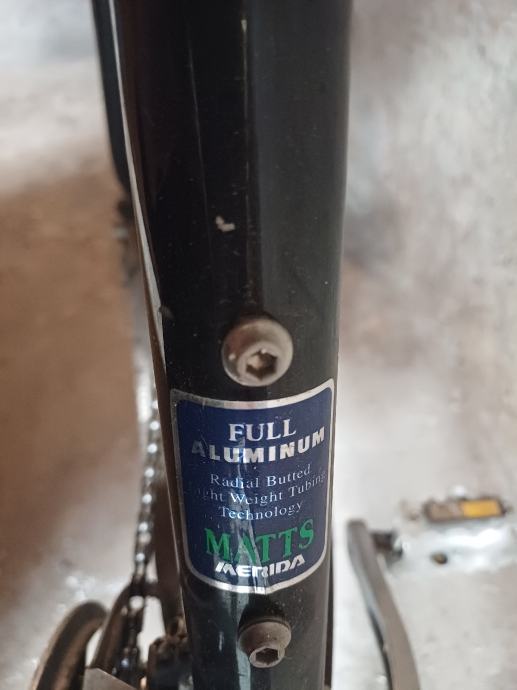 FULL
ALUMINUM
Radial Butted
Weight Tubing
Technology
MATTS
MERIDA